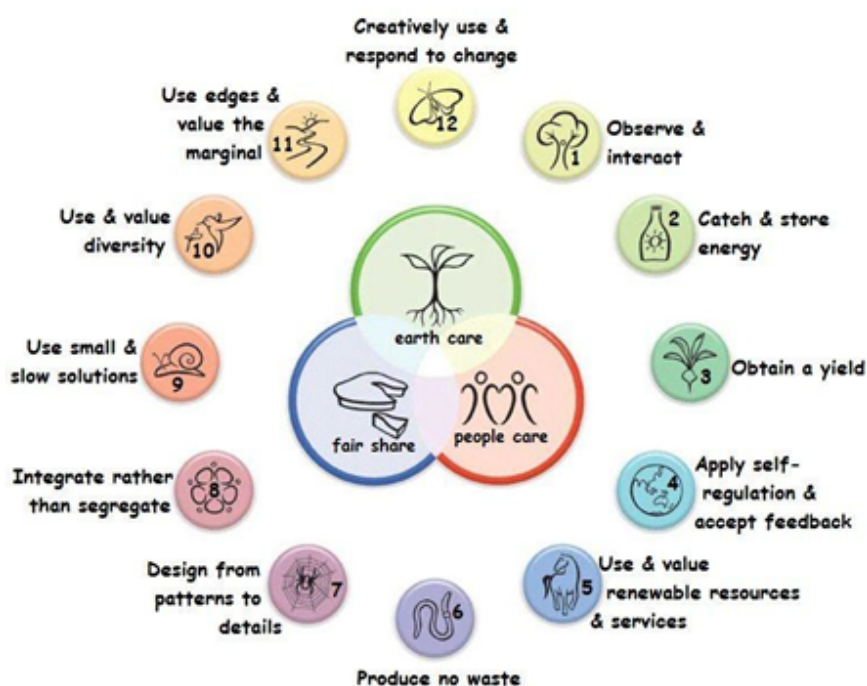 Creatively use &
respond to change
12
Observe &
interact
1
Catch & store
energy
2
Obtain a yield
3
Apply self-
regulation &
accept feedback
4
Use & value
renewable resources
& services
5
Produce no waste
6
Design from
patterns to
details
7
Integrate rather
than segregate
8
Use small &
slow solutions
9
Use & value
diversity
10
Use edges &
value the
marginal
11
earth care
fair share
people care